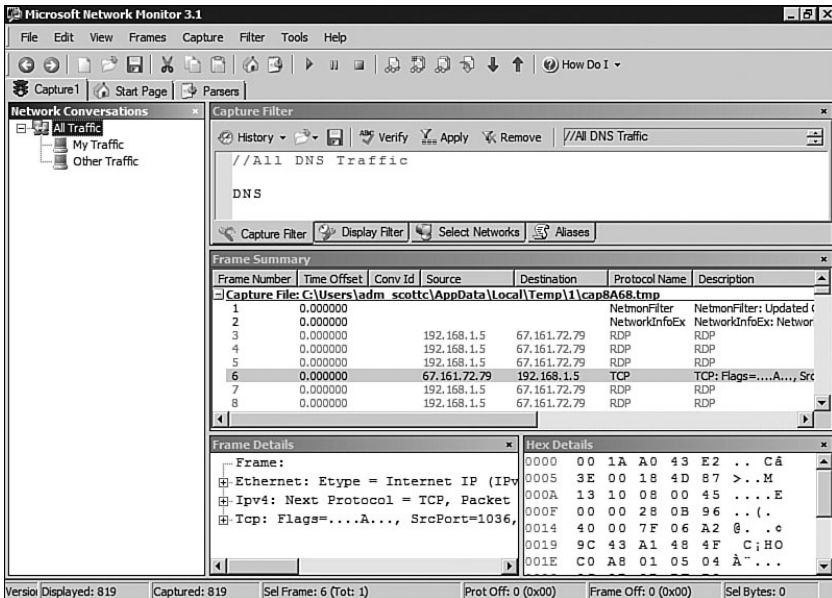 Microsoft Network Monitor 3.1
File Edit View Frames Capture Filter Tools Help
How Do I
Capture1 Start Page Parsers
Network Conversations
All Traffic
My Traffic
Other Traffic
Capture Filter
History Verify Apply Remove //All DNS Traffic
//All DNS Traffic
DNS
Capture Filter Display Filter Select Networks Aliases
Frame Summary
Frame Number Time Offset Conv Id Source Destination Protocol Name Description
Capture File: C:\Users\adm_scottc\AppData\Local\Temp\1\cap8A68.tmp
1 0.000000 NetmonFilter NetmonFilter: Updated
2 0.000000 NetworkInfoEx NetworkInfoEx: Networ
3 0.000000 192.168.1.5 67.161.72.79 RDP RDP
4 0.000000 192.168.1.5 67.161.72.79 RDP RDP
5 0.000000 192.168.1.5 67.161.72.79 RDP RDP
6 0.000000 67.161.72.79 192.168.1.5 TCP TCP: Flags=....A..., Src
7 0.000000 192.168.1.5 67.161.72.79 RDP RDP
8 0.000000 192.168.1.5 67.161.72.79 RDP RDP
Frame Details
Frame:
Ethernet: Etype = Internet IP (IPv
Ipv4: Next Protocol = TCP, Packet
Tcp: Flags=....A..., SrcPort=1036,
Hex Details
0000 00 1A A0 43 E2 .. Câ
0005 3E 00 18 4D 87 >..M
000A 13 10 08 00 45 ....E
000F 00 00 28 0B 96 ..(.
0014 40 00 7F 06 A2 @. .¢
0019 9C 43 A1 48 4F C¡HO
001E C0 A8 01 05 04 À¨...
Versio Displayed: 819 Captured: 819 Sel Frame: 6 (Tot: 1) Prot Off: 0 (0x00) Frame Off: 0 (0x00) Sel Bytes: 0